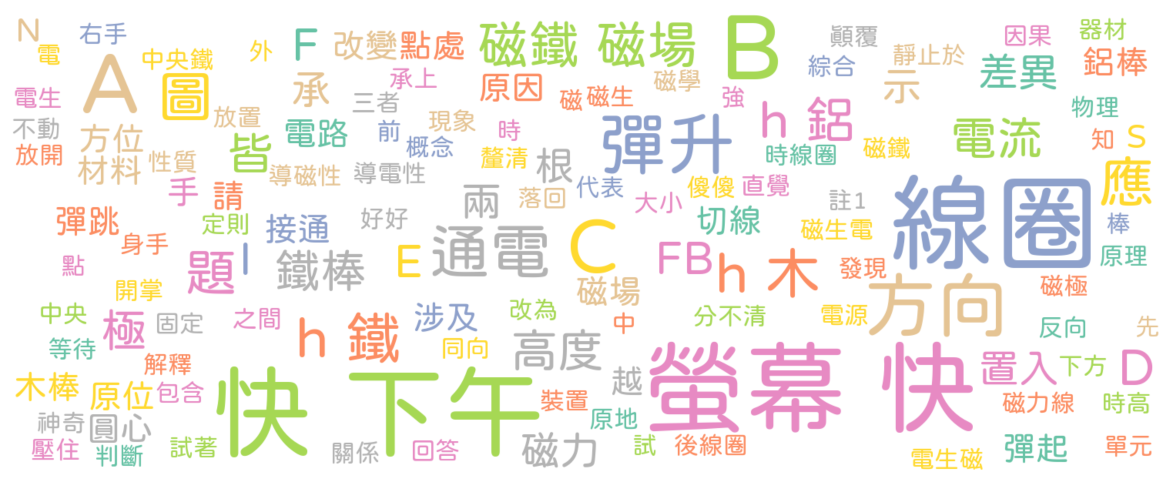 N
電
右手
中央鐵
外
F
改變
點處
磁鐵
磁場
B
顛覆
靜止於
因果
器材
A
圖
承
承上
原因
磁
磁生
磁學
綜合
示
差異
鋁棒
電生
不動
放開
方位
材料
放置
三者
皆
電路
前
現象
概念
時
強
h 鋁
物理
性質
導磁性
導電性
釐清
根
彈升
時線圈
磁鐵
電流
知
S
手
請
兩
落回
代表
傻傻
直覺
大小
註1
應
彈跳
身手
定則
接通
好好
切線
磁生電
線圈
棒
原理
點
題
I
鐵棒
E
通電
C
FB
h 木
發現
磁極
開掌
磁場
方向
中央
極
固定
之間
h 鐵
涉及
改為
中
分不清
電源
反向
先
等待
解釋
同向
高度
越
螢幕 快
置入
下方
D
木棒
原位
包含
快 下午
裝置
原地
磁力線
時高
神奇
圓心
壓住
判斷
試著
關係
回答
磁力
試
後線圈
電生磁
彈起
單元